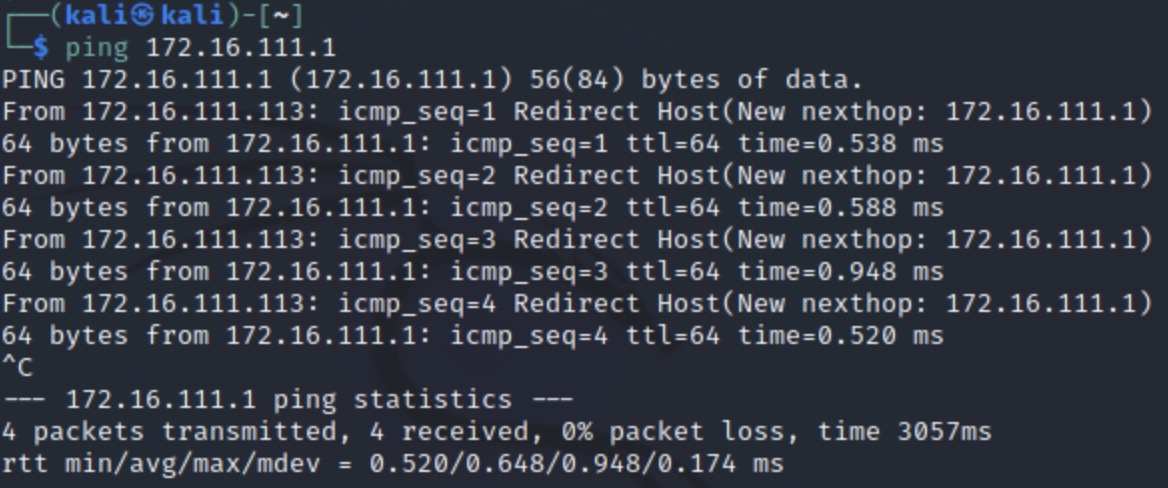 ┌──(kali㉿kali)-[~]
└─$ ping 172.16.111.1
PING 172.16.111.1 (172.16.111.1) 56(84) bytes of data.
From 172.16.111.113: icmp_seq=1 Redirect Host(New nexthop: 172.16.111.1)
64 bytes from 172.16.111.1: icmp_seq=1 ttl=64 time=0.538 ms
From 172.16.111.113: icmp_seq=2 Redirect Host(New nexthop: 172.16.111.1)
64 bytes from 172.16.111.1: icmp_seq=2 ttl=64 time=0.588 ms
From 172.16.111.113: icmp_seq=3 Redirect Host(New nexthop: 172.16.111.1)
64 bytes from 172.16.111.1: icmp_seq=3 ttl=64 time=0.948 ms
From 172.16.111.113: icmp_seq=4 Redirect Host(New nexthop: 172.16.111.1)
64 bytes from 172.16.111.1: icmp_seq=4 ttl=64 time=0.520 ms
^C
--- 172.16.111.1 ping statistics ---
4 packets transmitted, 4 received, 0% packet loss, time 3057ms
rtt min/avg/max/mdev = 0.520/0.648/0.948/0.174 ms